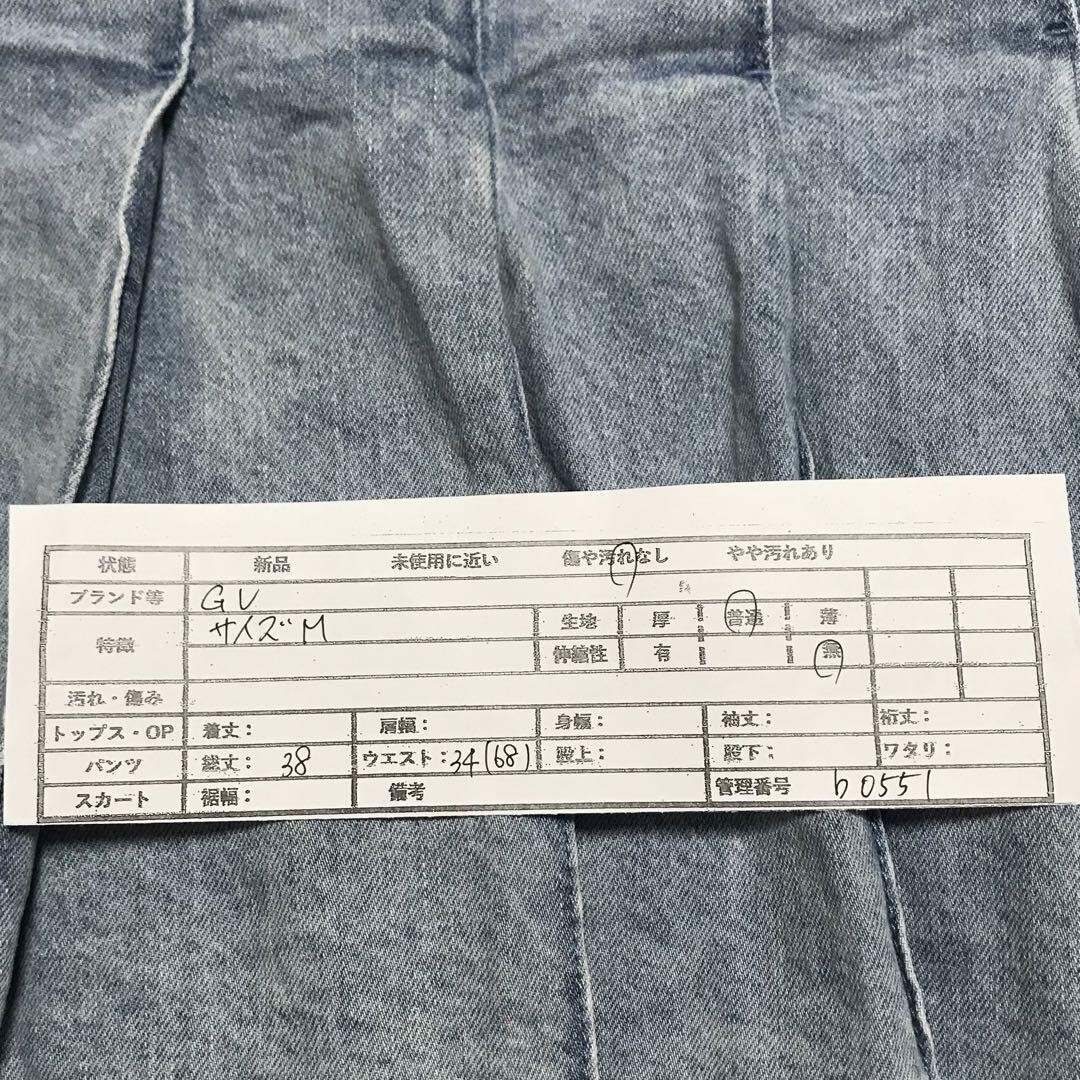 状態 新品 未使用に近い 傷や汚れなし やや汚れあり
ブランド等 GU
特徴 サイズM 生地 厚 普通 薄
伸縮性 有 無
汚れ・傷み
トップス・OP 着丈: 肩幅: 身幅: 袖丈: 裄丈:
パンツ 総丈: 38 ウエスト: 34(68) 股上: 股下: ワタリ:
スカート 裾幅: 備考 管理番号 b0551